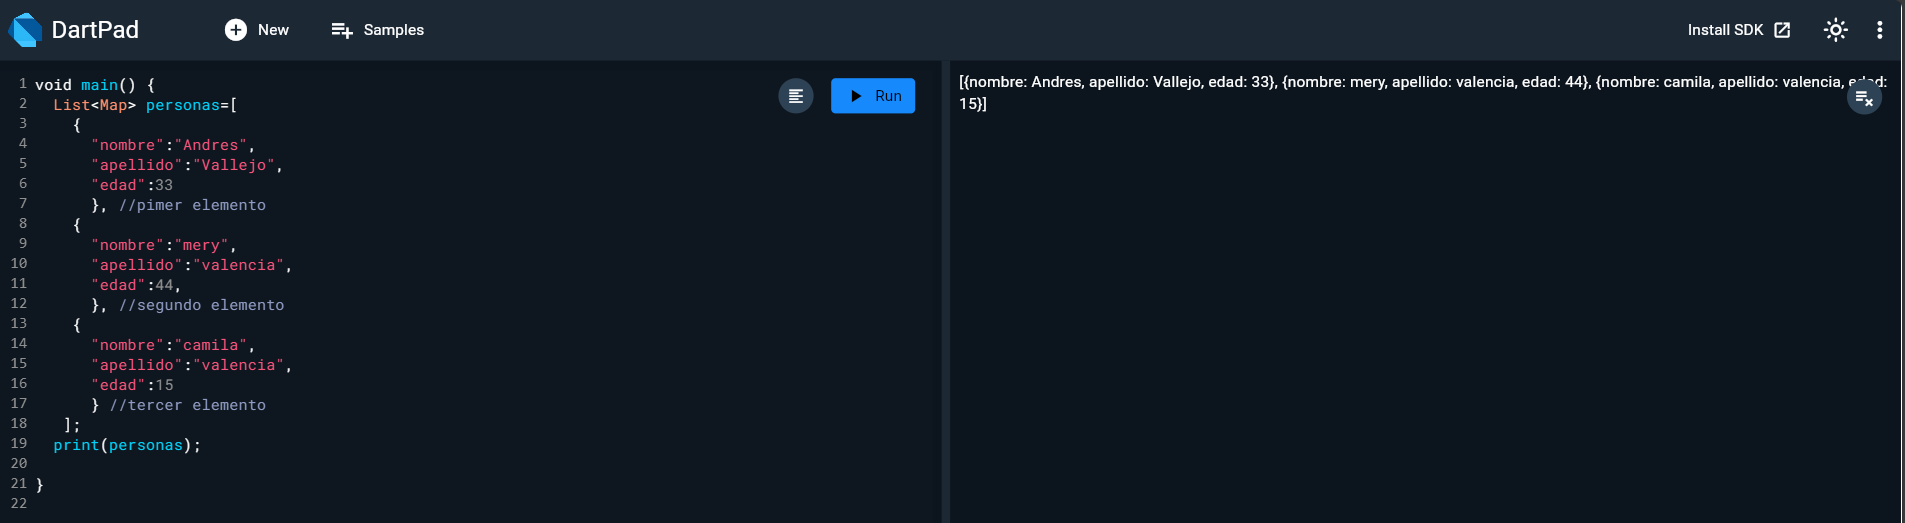 DartPad
New
Samples
Install SDK
1 void main() {
2   List<Map> personas=[
3     {
4       "nombre":"Andres",
5       "apellido":"Vallejo",
6       "edad":33
7       }, //pimer elemento
8     {
9       "nombre":"mery",
10       "apellido":"valencia",
11       "edad":44,
12       }, //segundo elemento
13     {
14       "nombre":"camila",
15       "apellido":"valencia",
16       "edad":15
17       } //tercer elemento
18    ];
19   print(personas);
20
21 }
22
Run
[{nombre: Andres, apellido: Vallejo, edad: 33}, {nombre: mery, apellido: valencia, edad: 44}, {nombre: camila, apellido: valencia, edad:
15}]